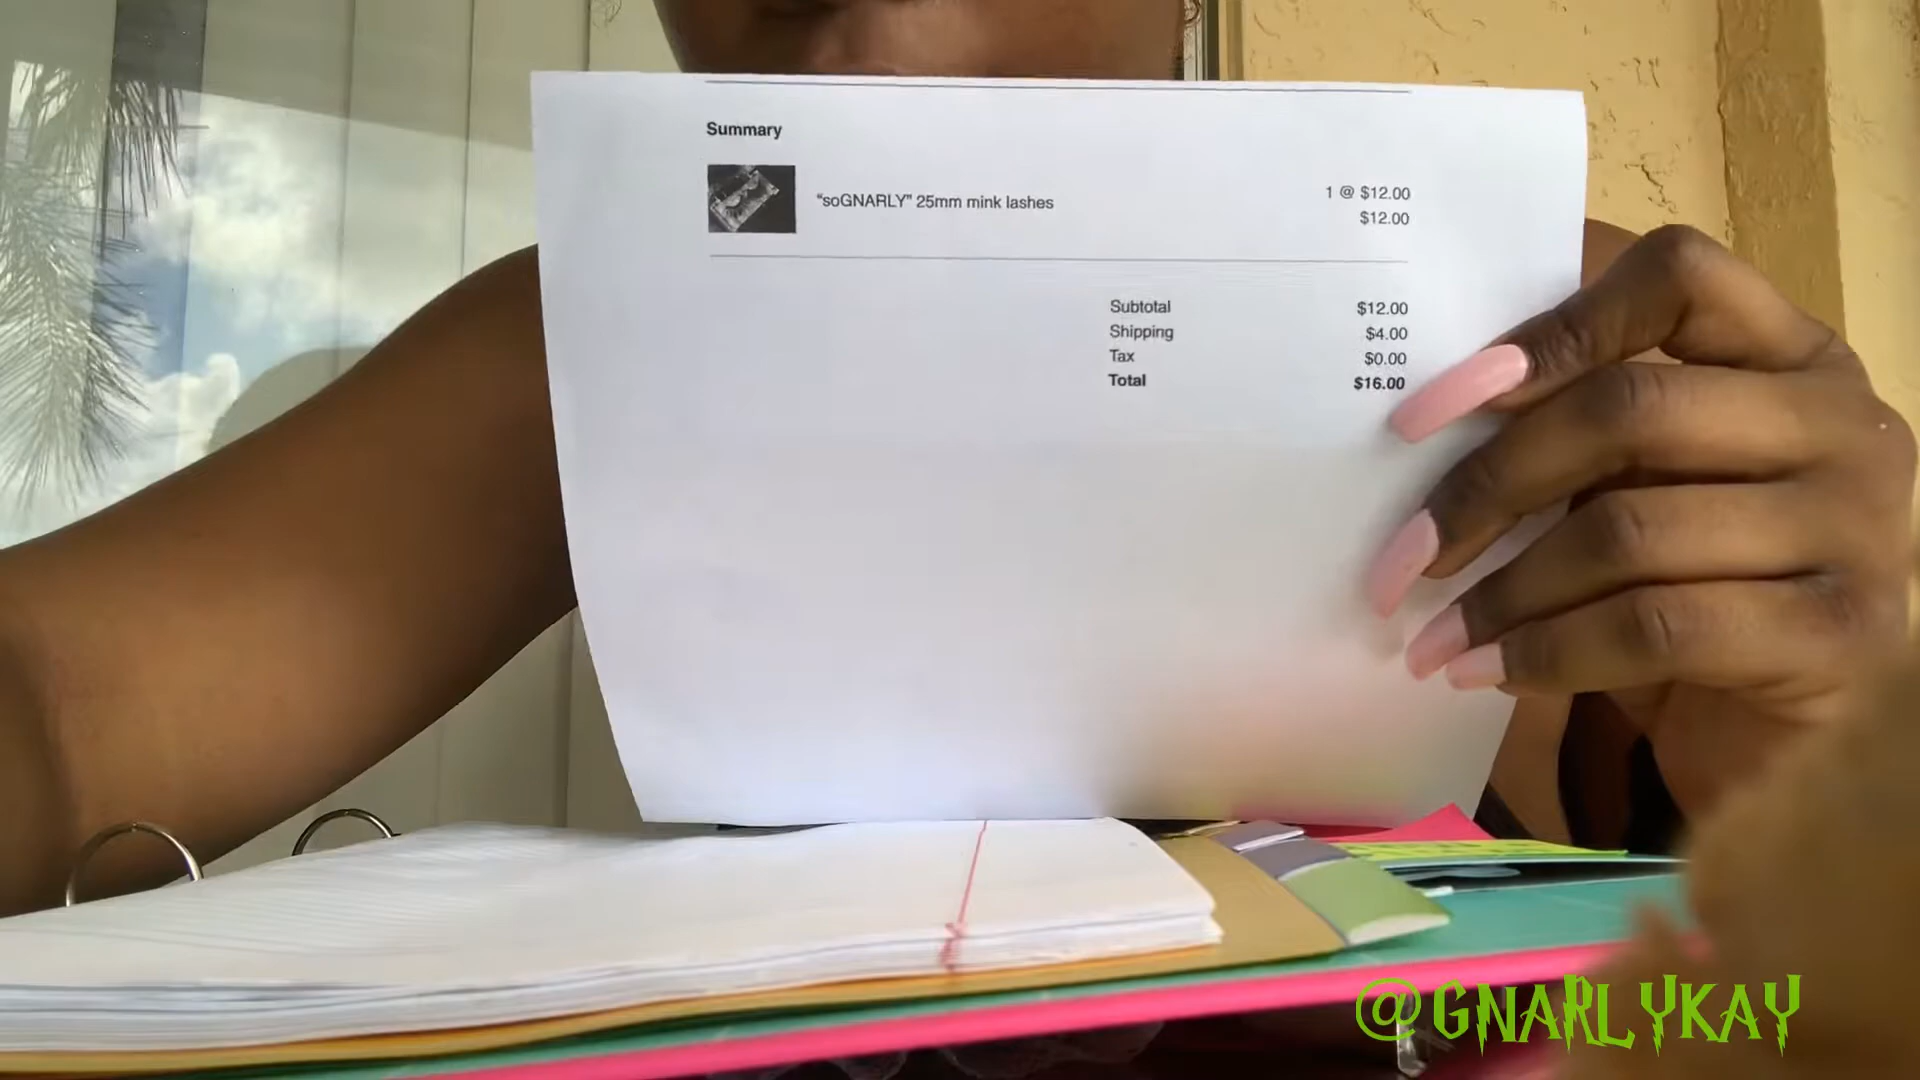 Summary
“soGNARLY” 25mm mink lashes
1 @ $12.00
$12.00
Subtotal $12.00
Shipping $4.00
Tax $0.00
Total $16.00
@GNARLYKAY